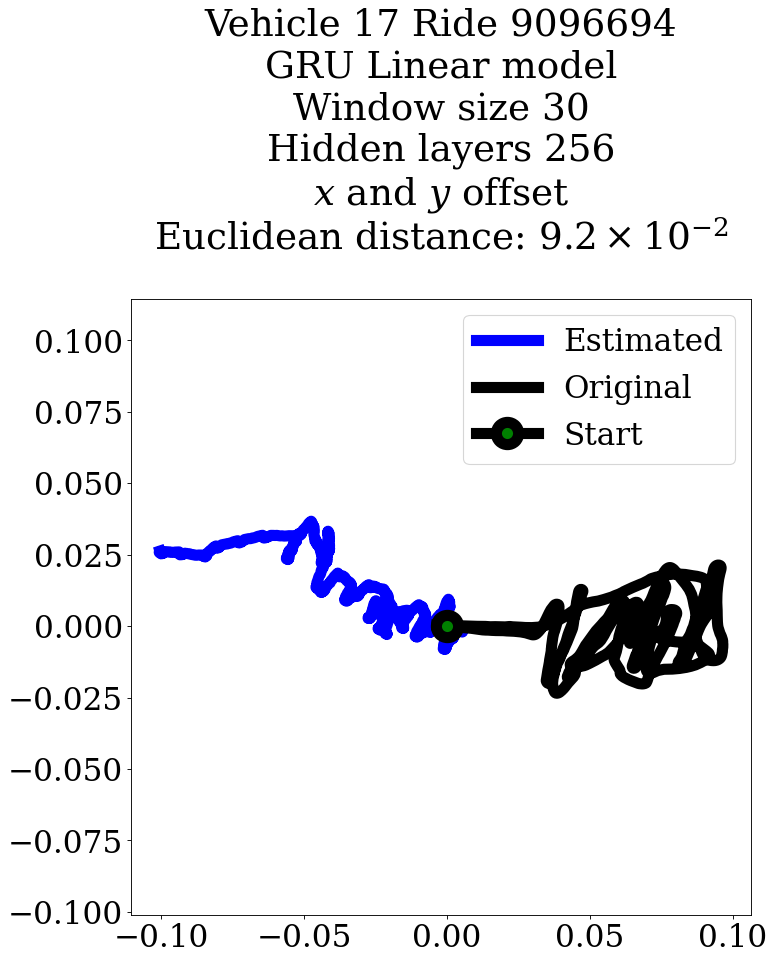 Vehicle 17 Ride 9096694
GRU Linear model
Window size 30
Hidden layers 256
x and y offset
Euclidean distance: 9.2 × 10⁻²
Estimated
Original
Start
0.100
0.075
0.050
0.025
0.000
−0.025
−0.050
−0.075
−0.100
−0.10 −0.05 0.00 0.05 0.10